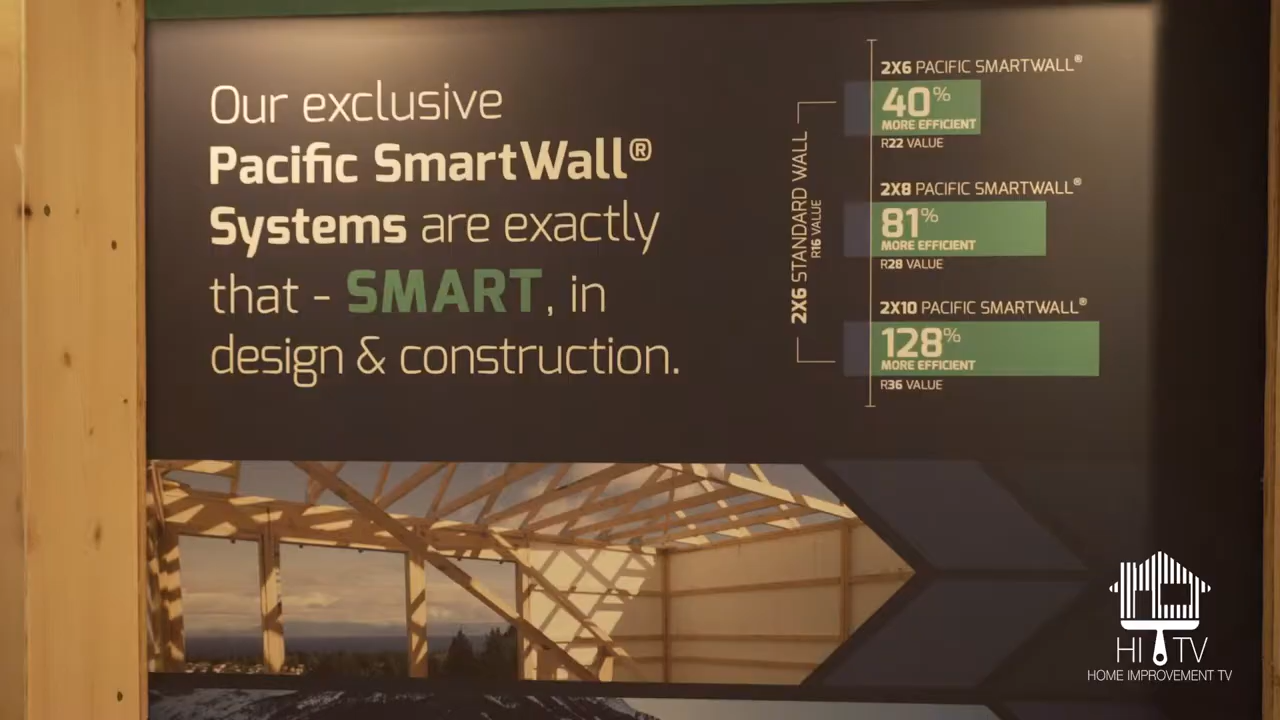 Our exclusive
Pacific SmartWall®
Systems are exactly
that - SMART, in
design & construction.
2X6 STANDARD WALL
R16 VALUE
2X6 PACIFIC SMARTWALL®
40%
MORE EFFICIENT
R22 VALUE
2X8 PACIFIC SMARTWALL®
81%
MORE EFFICIENT
R28 VALUE
2X10 PACIFIC SMARTWALL®
128%
MORE EFFICIENT
R36 VALUE
HI TV
HOME IMPROVEMENT TV